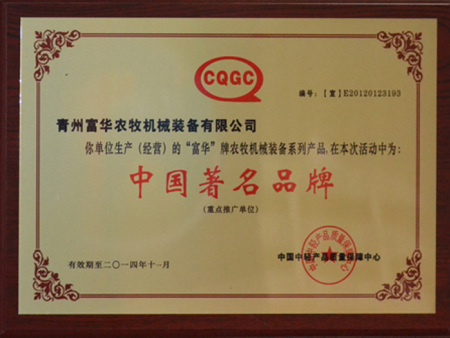 CQGC
编号：【宣】E20120123193
青州富华农牧机械装备有限公司
你单位生产（经营）的“富华”牌农牧机械装备系列产品，在本次活动中为：
中国著名品牌
（重点推广单位）
中国中轻产品质量保障中心
有效期至二〇一四年十一月